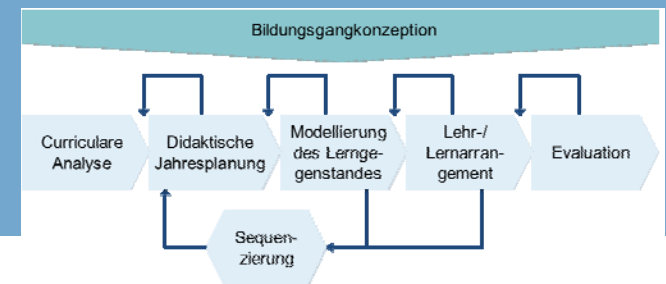 Bildungsgangkonzeption
Curriculare
Analyse
Didaktische
Jahresplanung
Modellierung
des Lernge-
genstandes
Lehr-/
Lernarran-
gement
Evaluation
Sequen-
zierung